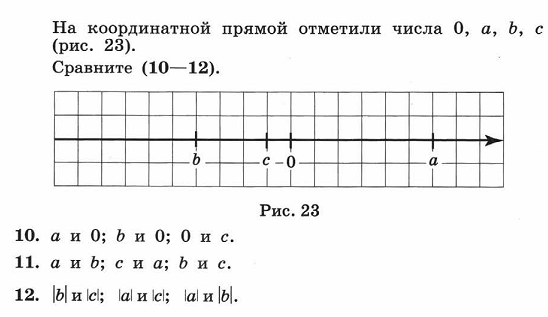 На координатной прямой отметили числа 0, a, b, c
(рис. 23).
Сравните (10—12).
b c 0 a
Рис. 23
10. a и 0; b и 0; 0 и c.
11. a и b; c и a; b и c.
12. |b| и |c|; |a| и |c|; |a| и |b|.